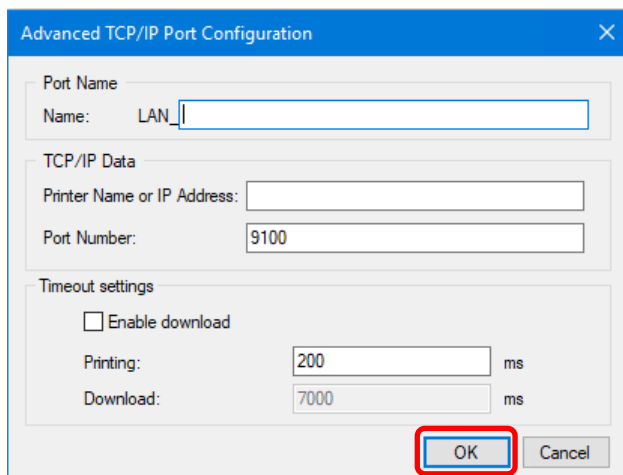 Advanced TCP/IP Port Configuration
Port Name
Name: LAN_
TCP/IP Data
Printer Name or IP Address:
Port Number: 9100
Timeout settings
Enable download
Printing: 200 ms
Download: 7000 ms
OK Cancel